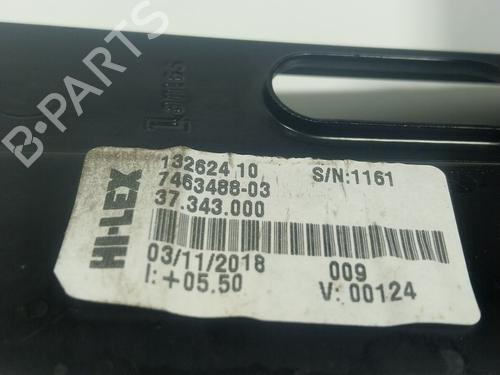 B-PARTS
132624 10
S/N:1161
7463488-03
37.343.000
HI-LEX
03/11/2018
009
I: +05.50
V: 00124